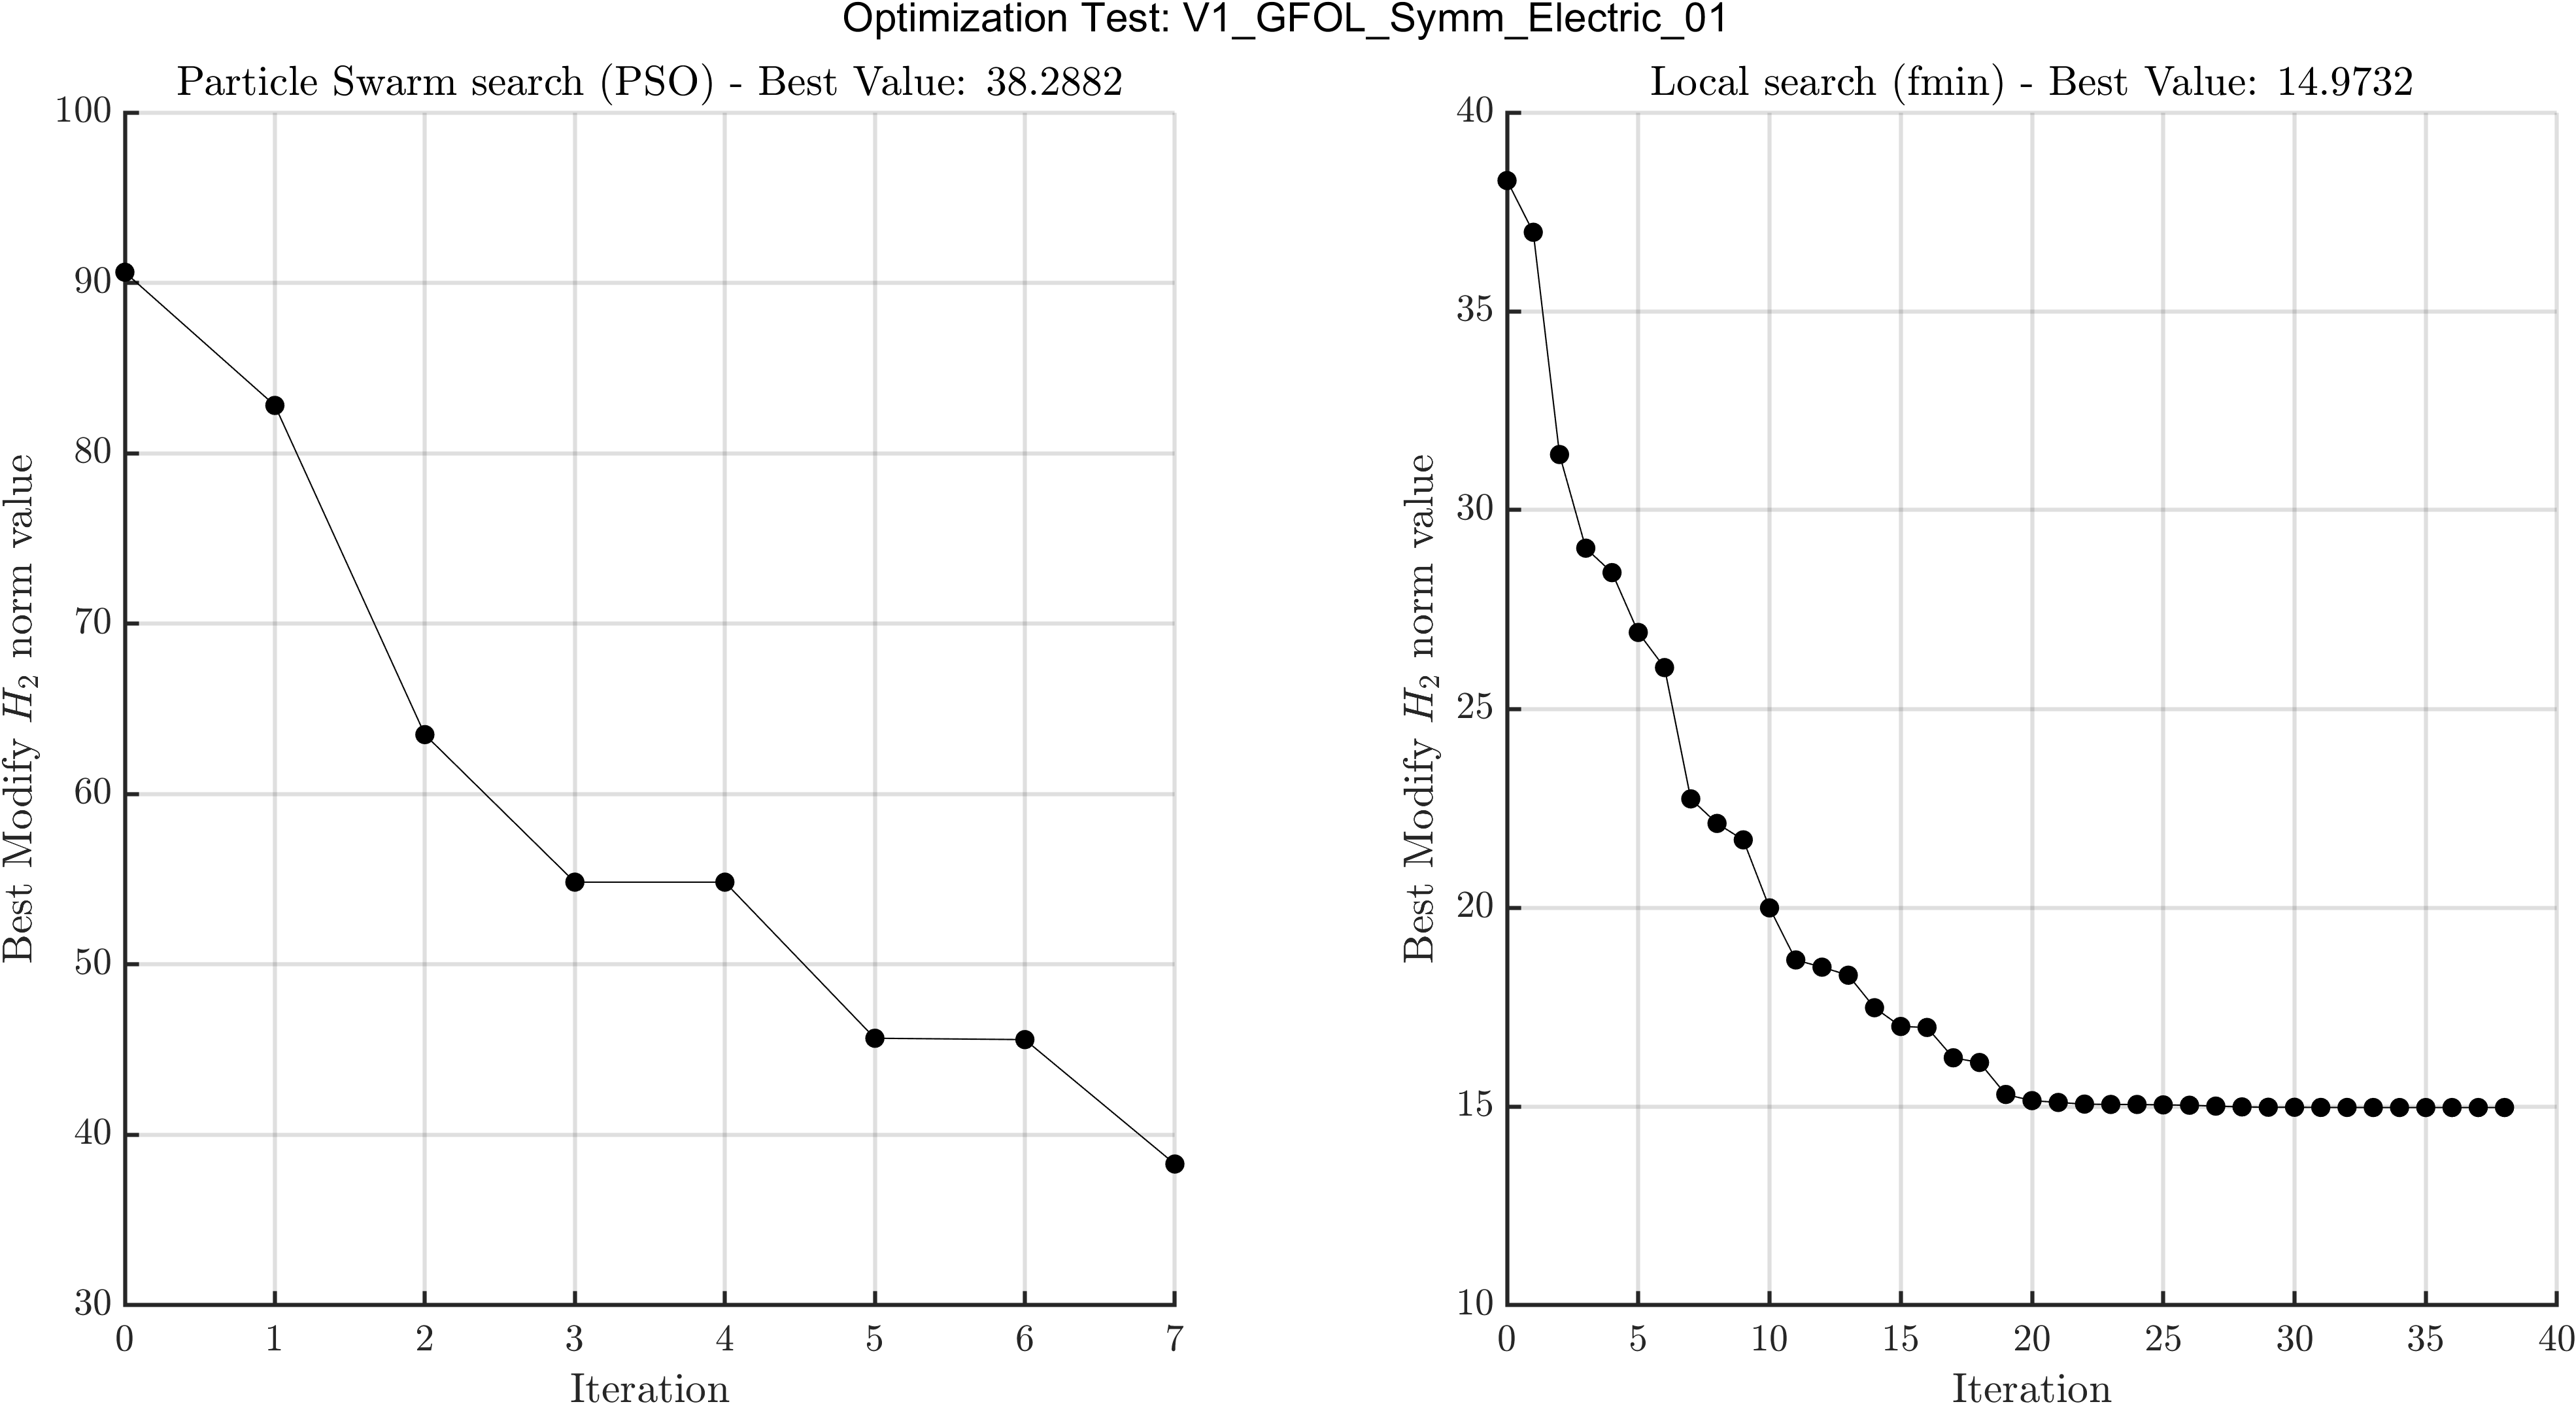 Optimization Test: V1_GFOL_Symm_Electric_01
Particle Swarm search (PSO) - Best Value: 38.2882
100
90
80
70
60
50
40
30
Best Modify H₂ norm value
0 1 2 3 4 5 6 7
Iteration
Local search (fmin) - Best Value: 14.9732
40
35
30
25
20
15
10
Best Modify H₂ norm value
0 5 10 15 20 25 30 35 40
Iteration